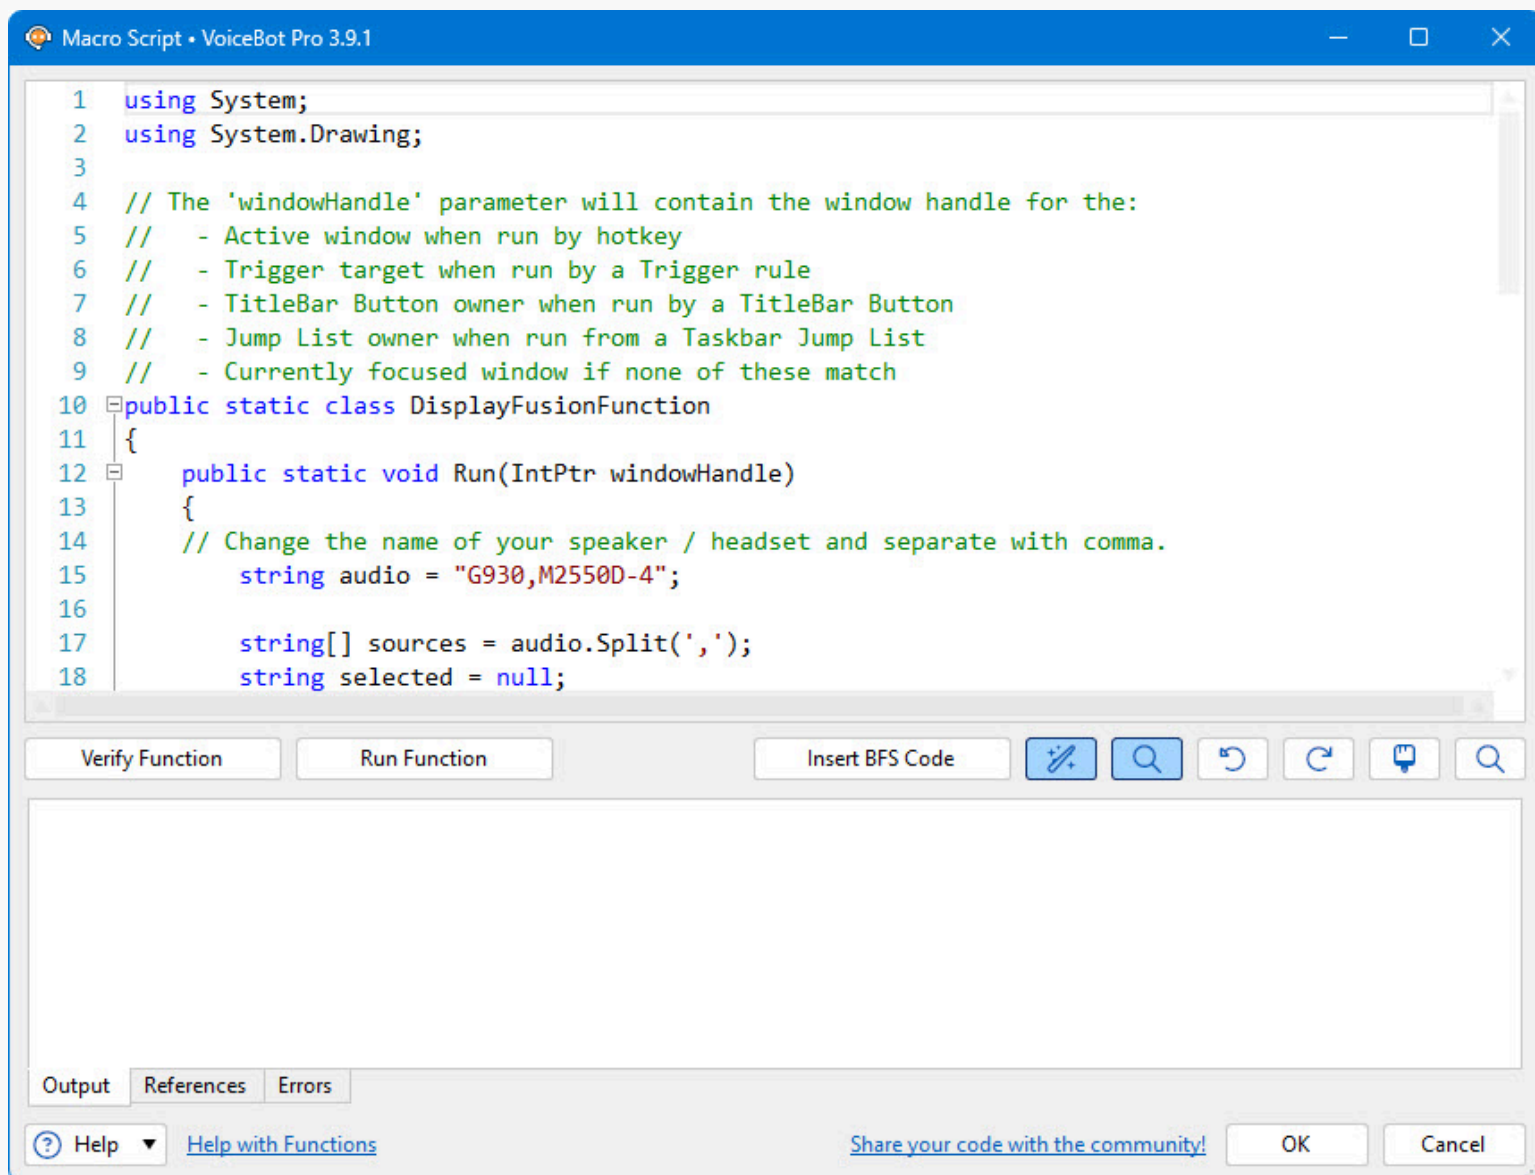 Macro Script • VoiceBot Pro 3.9.1
1 using System;
2 using System.Drawing;
3
4 // The 'windowHandle' parameter will contain the window handle for the:
5 //   - Active window when run by hotkey
6 //   - Trigger target when run by a Trigger rule
7 //   - TitleBar Button owner when run by a TitleBar Button
8 //   - Jump List owner when run from a Taskbar Jump List
9 //   - Currently focused window if none of these match
10 public static class DisplayFusionFunction
11 {
12     public static void Run(IntPtr windowHandle)
13     {
14     // Change the name of your speaker / headset and separate with comma.
15         string audio = "G930,M2550D-4";
16
17         string[] sources = audio.Split(',');
18         string selected = null;
Verify Function Run Function Insert BFS Code
Output References Errors
? Help Help with Functions Share your code with the community! OK Cancel